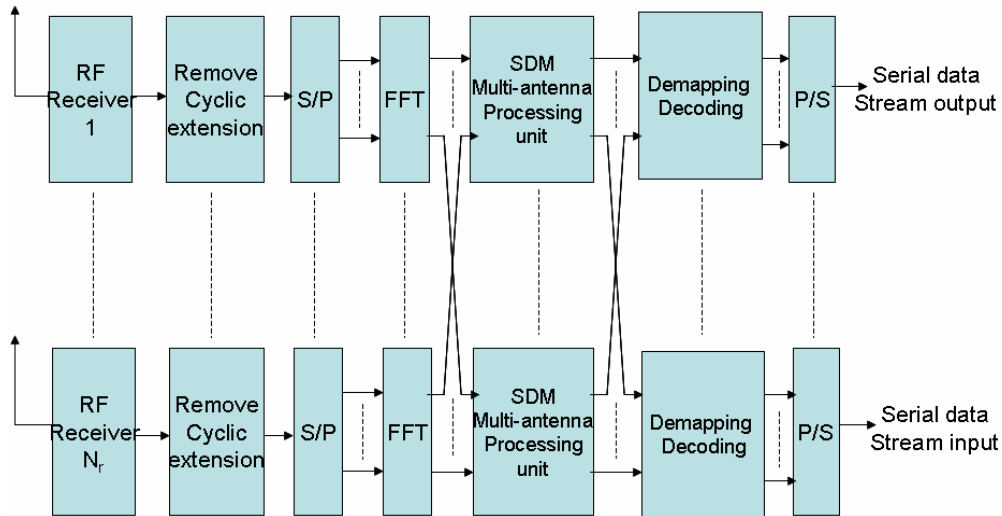 RF
Receiver
1
Remove
Cyclic
extension
S/P
FFT
SDM
Multi-antenna
Processing
unit
Demapping
Decoding
P/S
Serial data
Stream output
RF
Receiver
Nr
Remove
Cyclic
extension
S/P
FFT
SDM
Multi-antenna
Processing
unit
Demapping
Decoding
P/S
Serial data
Stream input